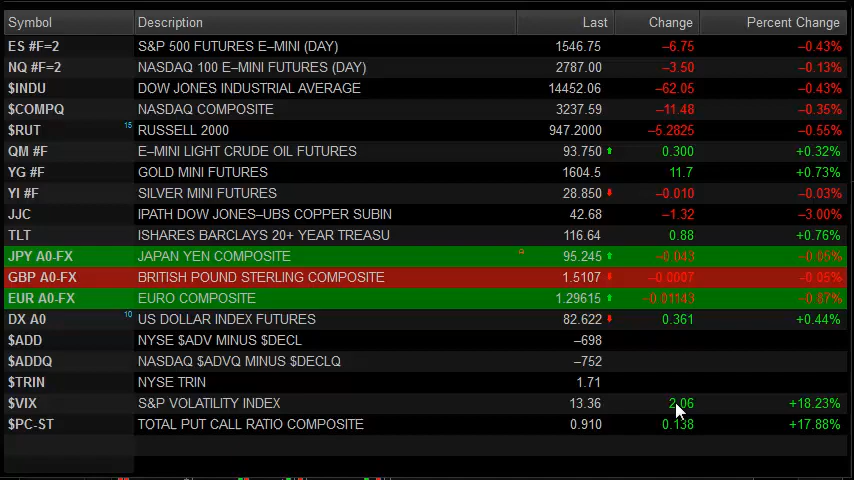 Symbol Description Last Change Percent Change
ES #F=2 S&P 500 FUTURES E–MINI (DAY) 1546.75 –6.75 –0.43%
NQ #F=2 NASDAQ 100 E–MINI FUTURES (DAY) 2787.00 –3.50 –0.13%
$INDU DOW JONES INDUSTRIAL AVERAGE 14452.06 –62.05 –0.43%
$COMPQ NASDAQ COMPOSITE 3237.59 –11.48 –0.35%
$RUT 15 RUSSELL 2000 947.2000 –5.2825 –0.55%
QM #F E–MINI LIGHT CRUDE OIL FUTURES 93.750 0.300 +0.32%
YG #F GOLD MINI FUTURES 1604.5 11.7 +0.73%
YI #F SILVER MINI FUTURES 28.850 –0.010 –0.03%
JJC IPATH DOW JONES–UBS COPPER SUBIN 42.68 –1.32 –3.00%
TLT ISHARES BARCLAYS 20+ YEAR TREASU 116.64 0.88 +0.76%
JPY A0-FX JAPAN YEN COMPOSITE 95.245 –0.043 –0.05%
GBP A0-FX BRITISH POUND STERLING COMPOSITE 1.5107 –0.0007 –0.05%
EUR A0-FX EURO COMPOSITE 1.29615 –0.01143 –0.87%
DX A0 10 US DOLLAR INDEX FUTURES 82.622 0.361 +0.44%
$ADD NYSE $ADV MINUS $DECL –698
$ADDQ NASDAQ $ADVQ MINUS $DECLQ –752
$TRIN NYSE TRIN 1.71
$VIX S&P VOLATILITY INDEX 13.36 2.06 +18.23%
$PC-ST TOTAL PUT CALL RATIO COMPOSITE 0.910 0.138 +17.88%